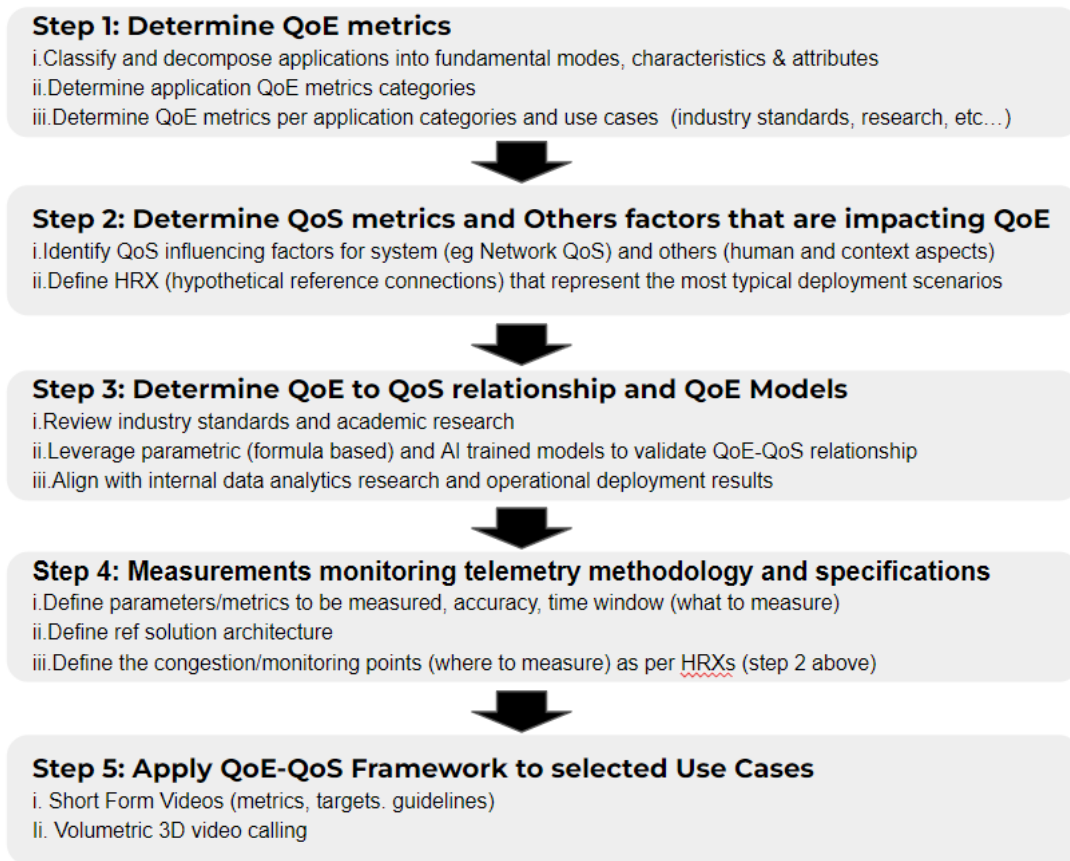 Step 1: Determine QoE metrics
i.Classify and decompose applications into fundamental modes, characteristics & attributes
ii.Determine application QoE metrics categories
iii.Determine QoE metrics per application categories and use cases  (industry standards, research, etc…)
Step 2: Determine QoS metrics and Others factors that are impacting QoE
i.Identify QoS influencing factors for system (eg Network QoS) and others (human and context aspects)
ii.Define HRX (hypothetical reference connections) that represent the most typical deployment scenarios
Step 3: Determine QoE to QoS relationship and QoE Models
i.Review industry standards and academic research
ii.Leverage parametric (formula based) and AI trained models to validate QoE-QoS relationship
iii.Align with internal data analytics research and operational deployment results
Step 4: Measurements monitoring telemetry methodology and specifications
i.Define parameters/metrics to be measured, accuracy, time window (what to measure)
ii.Define ref solution architecture
iii.Define the congestion/monitoring points (where to measure) as per HRXs (step 2 above)
Step 5: Apply QoE-QoS Framework to selected Use Cases
i. Short Form Videos (metrics, targets. guidelines)
Ii. Volumetric 3D video calling